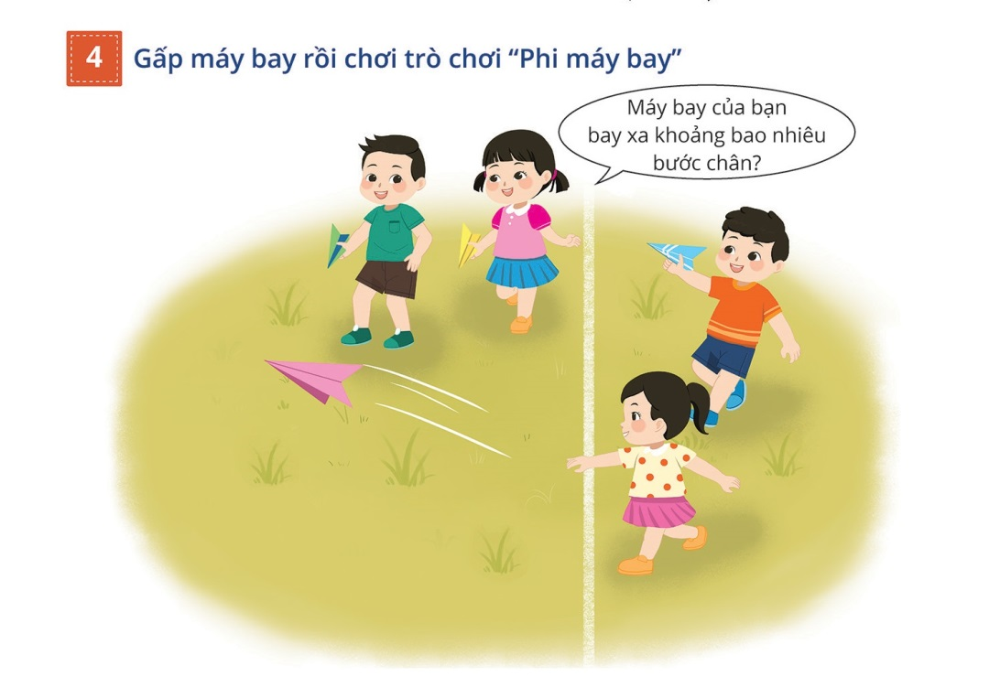 4
Gấp máy bay rồi chơi trò chơi “Phi máy bay”
Máy bay của bạn
bay xa khoảng bao nhiêu
bước chân?